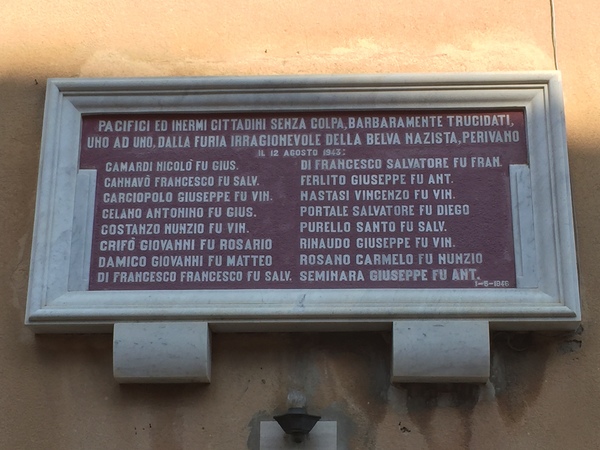 PACIFICI ED INERMI CITTADINI SENZA COLPA, BARBARAMENTE TRUCIDATI,
UNO AD UNO, DALLA FURIA IRRAGIONEVOLE DELLA BELVA NAZISTA, PERIVANO
IL 12 AGOSTO 1943:
CAMARDI NICOLÒ FU GIUS.
CANNAVÒ FRANCESCO FU SALV.
CARCIOPOLO GIUSEPPE FU VIN.
CELANO ANTONINO FU GIUS.
COSTANZO NUNZIO FU VIN.
CRIFÒ GIOVANNI FU ROSARIO
DAMICO GIOVANNI FU MATTEO
DI FRANCESCO FRANCESCO FU SALV.
DI FRANCESCO SALVATORE FU FRAN.
FERLITO GIUSEPPE FU ANT.
NASTASI VINCENZO FU VIN.
PORTALE SALVATORE FU DIEGO
PURELLO SANTO FU SALV.
RINAUDO GIUSEPPE FU VIN.
ROSANO CARMELO FU NUNZIO
SEMINARA GIUSEPPE FU ANT.